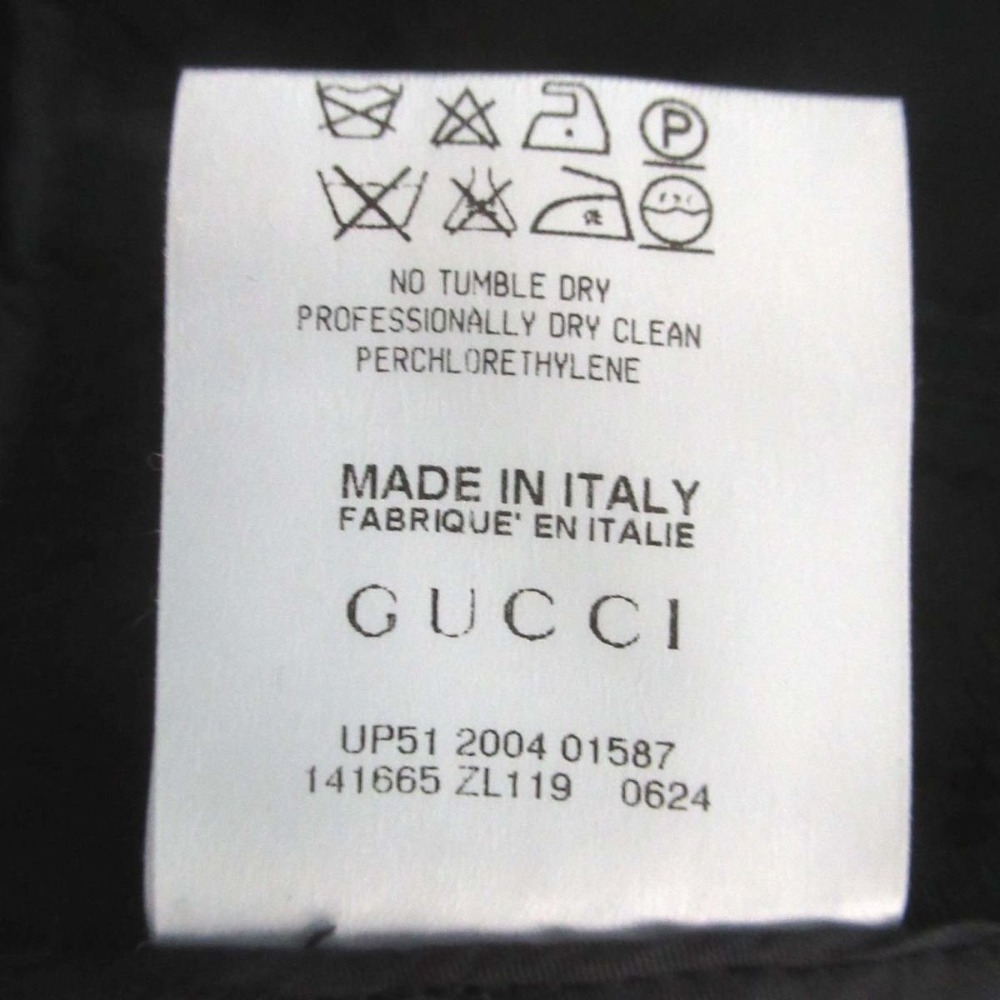 P
NO TUMBLE DRY
PROFESSIONALLY DRY CLEAN
PERCHLORETHYLENE
MADE IN ITALY
FABRIQUE' EN ITALIE
GUCCI
UP51 2004 01587
141665 ZL119 0624